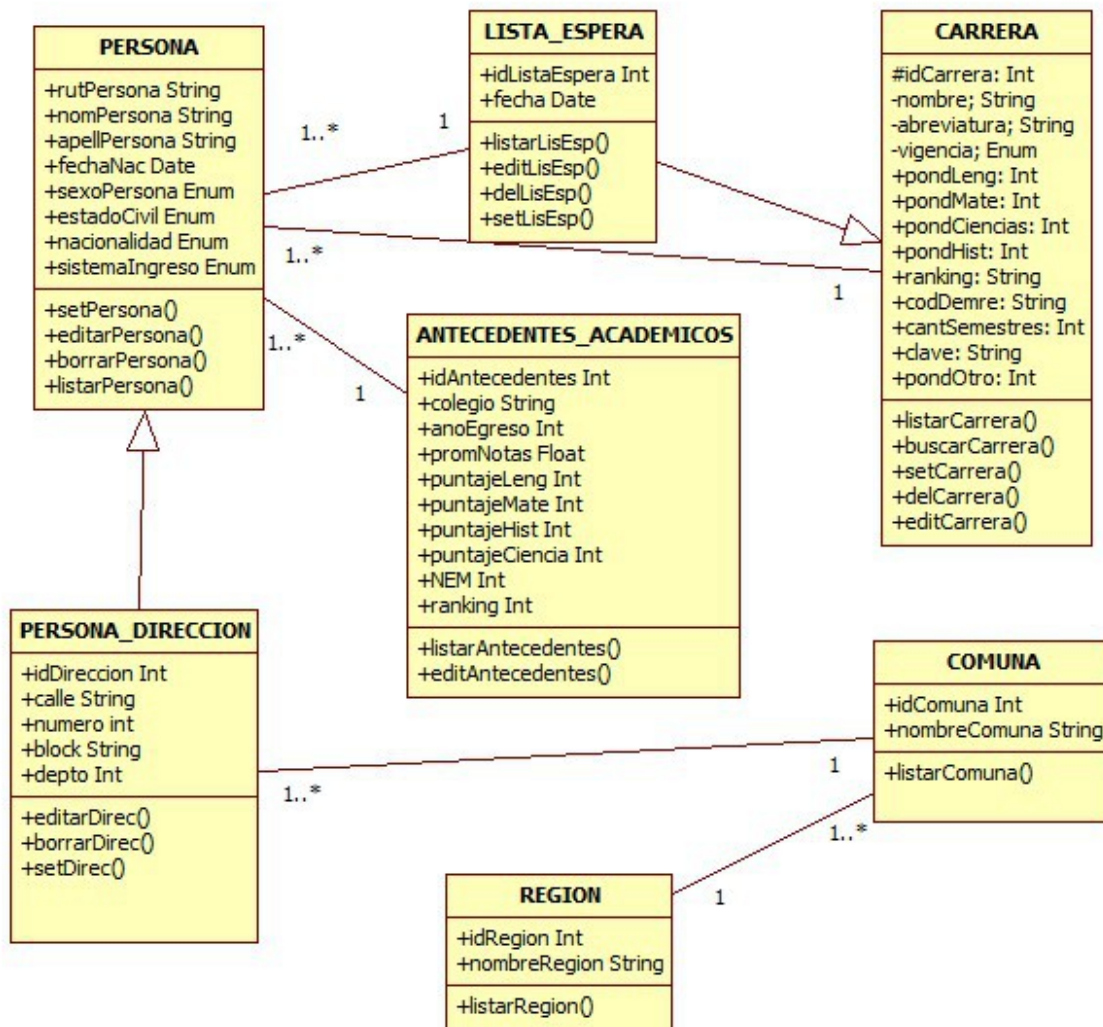 PERSONA
+rutPersona String
+nomPersona String
+apellPersona String
+fechaNac Date
+sexoPersona Enum
+estadoCivil Enum
+nacionalidad Enum
+sistemaIngreso Enum
+setPersona()
+editarPersona()
+borrarPersona()
+listarPersona()
1..*
1
1..*
1
1..*
1
LISTA_ESPERA
+idListaEspera Int
+fecha Date
+listarLisEsp()
+editLisEsp()
+delLisEsp()
+setLisEsp()
CARRERA
#idCarrera: Int
-nombre; String
-abreviatura; String
-vigencia; Enum
+pondLeng: Int
+pondMate: Int
+pondCiencias: Int
+pondHist: Int
+ranking: String
+codDemre: String
+cantSemestres: Int
+clave: String
+pondOtro: Int
+listarCarrera()
+buscarCarrera()
+setCarrera()
+delCarrera()
+editCarrera()
ANTECEDENTES_ACADEMICOS
+idAntecedentes Int
+colegio String
+anoEgreso Int
+promNotas Float
+puntajeLeng Int
+puntajeMate Int
+puntajeHist Int
+puntajeCiencia Int
+NEM Int
+ranking Int
+listarAntecedentes()
+editAntecedentes()
PERSONA_DIRECCION
+idDireccion Int
+calle String
+numero int
+block String
+depto Int
+editarDirec()
+borrarDirec()
+setDirec()
1..*
1
COMUNA
+idComuna Int
+nombreComuna String
+listarComuna()
1..*
1
REGION
+idRegion Int
+nombreRegion String
+listarRegion()